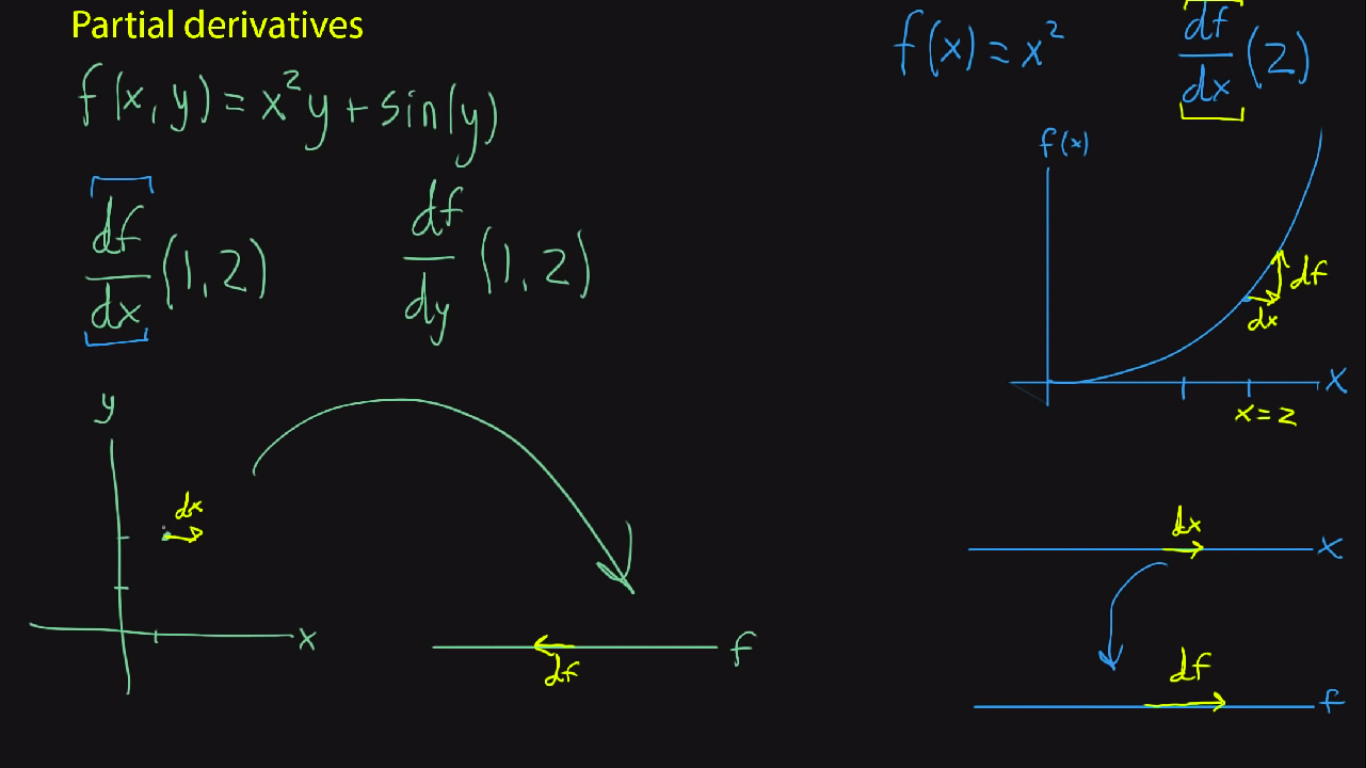 Partial derivatives
f(x, y) = x²y + sin(y)
df/dx (1, 2)
df/dy (1, 2)
y
dx
x
f
df
f(x) = x²
df/dx (2)
f(x)
df
dx
x
x = 2
dx
x
df
f